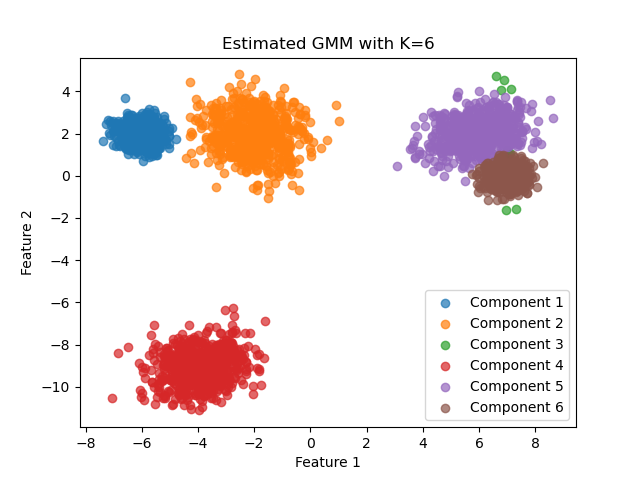 Estimated GMM with K=6
Feature 2
4
2
0
−2
−4
−6
−8
−10
−8 −6 −4 −2 0 2 4 6 8
Feature 1
Component 1
Component 2
Component 3
Component 4
Component 5
Component 6